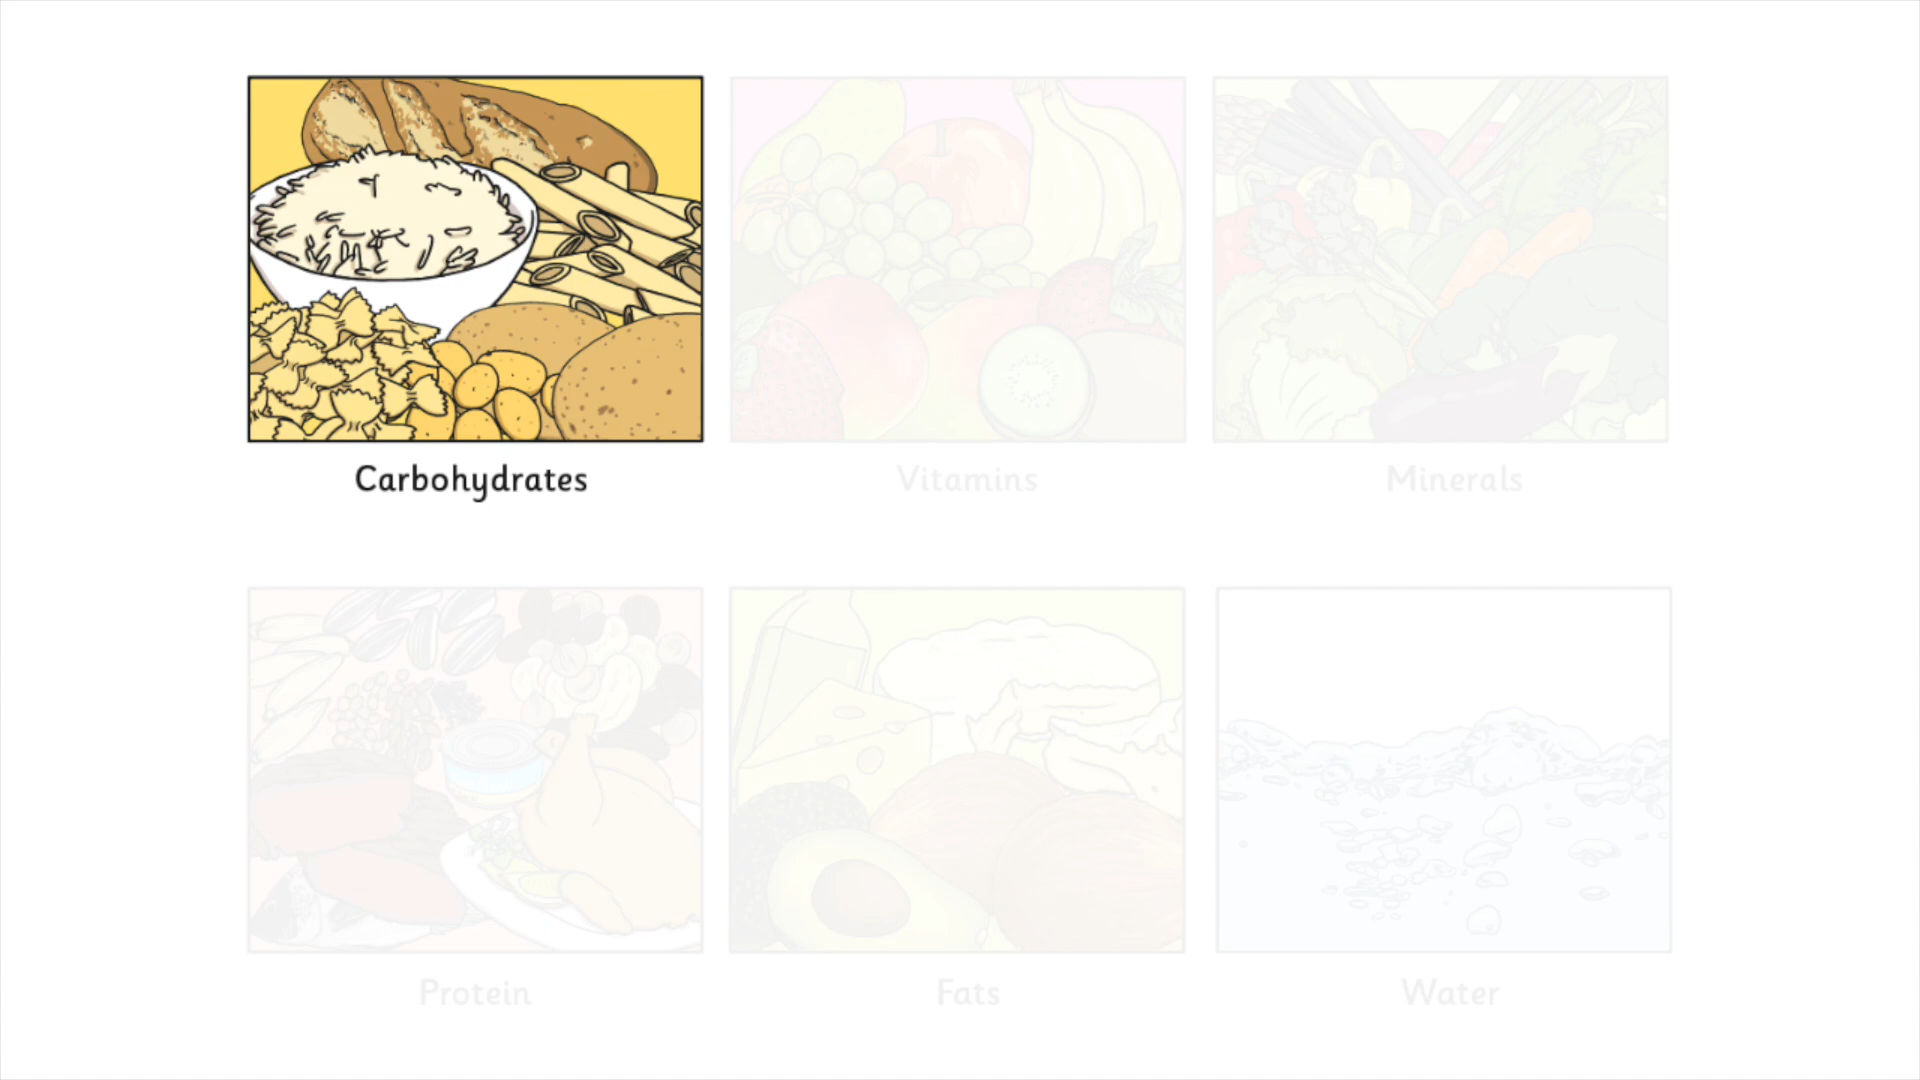 Carbohydrates
Vitamins
Minerals
Protein
Fats
Water